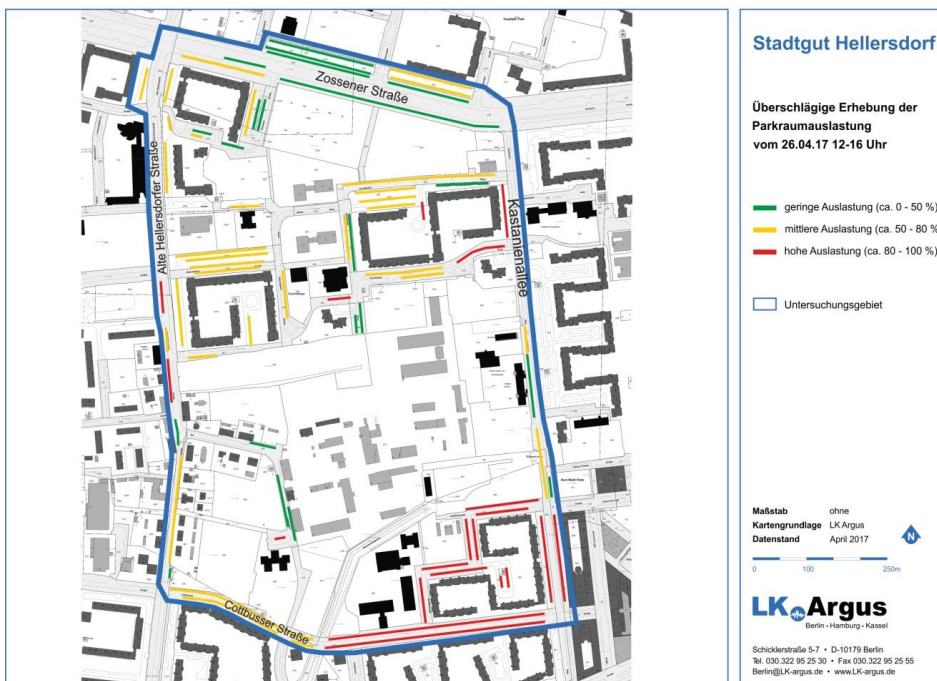 Zossener Straße
Alte Hellersdorfer Straße
Kastanienallee
Cottbusser Straße
Stadtgut Hellersdorf
Überschlägige Erhebung der
Parkraumauslastung
vom 26.04.17 12-16 Uhr
geringe Auslastung (ca. 0 - 50 %)
mittlere Auslastung (ca. 50 - 80 %
hohe Auslastung (ca. 80 - 100 %)
Untersuchungsgebiet
Maßstab ohne
Kartengrundlage LK Argus
Datenstand April 2017
N
0 100 250m
LK Argus
Berlin • Hamburg • Kassel
Schicklerstraße 5-7 • D-10179 Berlin
Tel. 030.322 95 25 30 • Fax 030.322 95 25 55
Berlin@LK-argus.de • www.LK-argus.de